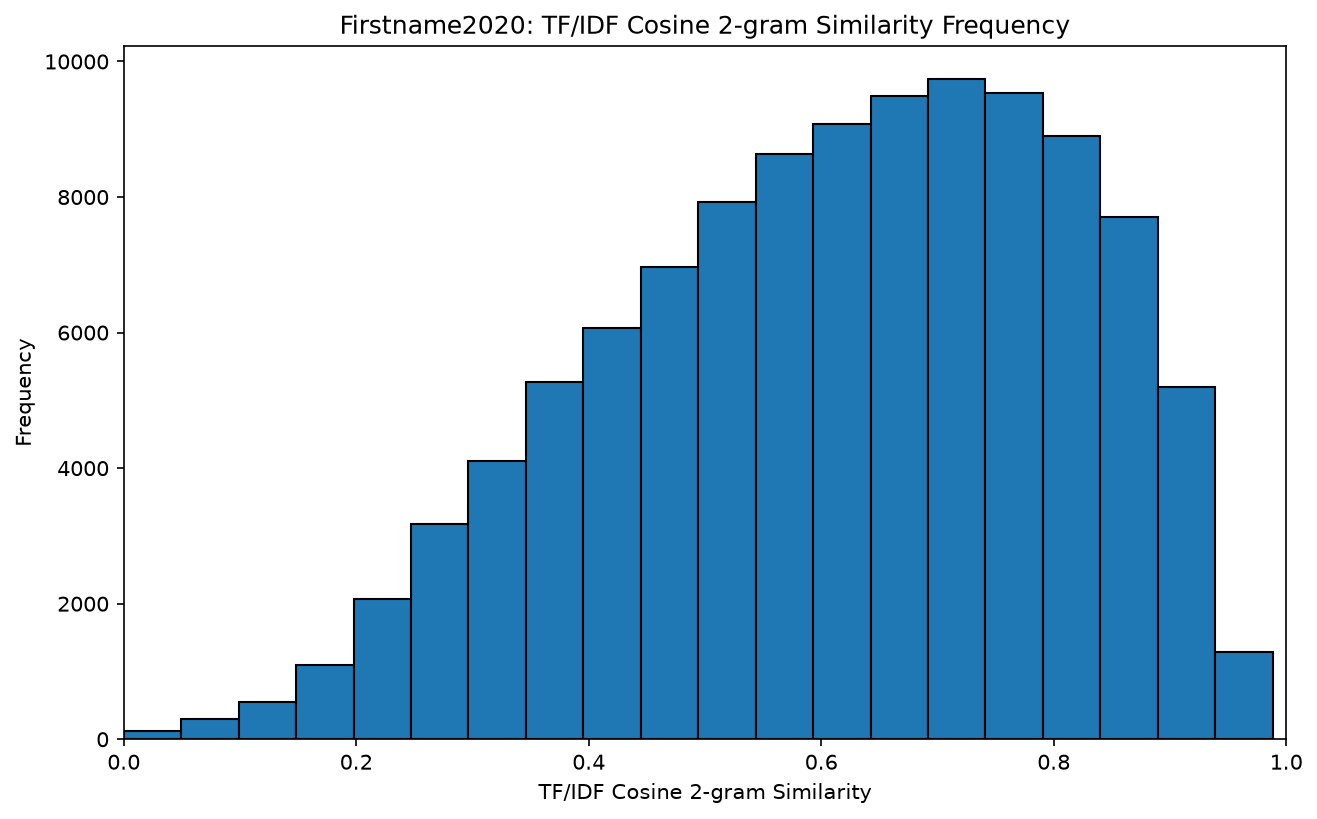 Firstname2020: TF/IDF Cosine 2-gram Similarity Frequency
10000
8000
6000
4000
2000
0
Frequency
0.0 0.2 0.4 0.6 0.8 1.0
TF/IDF Cosine 2-gram Similarity